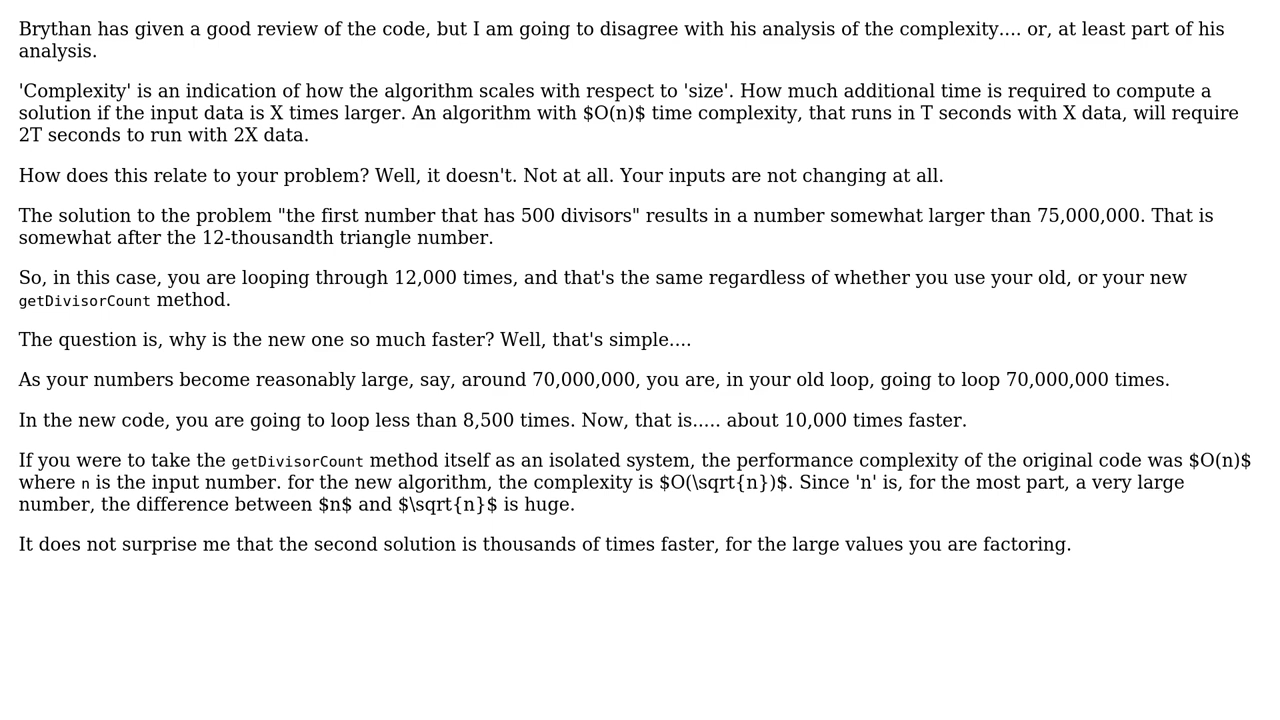 Brythan has given a good review of the code, but I am going to disagree with his analysis of the complexity.... or, at least part of his
analysis.
'Complexity' is an indication of how the algorithm scales with respect to 'size'. How much additional time is required to compute a
solution if the input data is X times larger. An algorithm with $O(n)$ time complexity, that runs in T seconds with X data, will require
2T seconds to run with 2X data.
How does this relate to your problem? Well, it doesn't. Not at all. Your inputs are not changing at all.
The solution to the problem "the first number that has 500 divisors" results in a number somewhat larger than 75,000,000. That is
somewhat after the 12-thousandth triangle number.
So, in this case, you are looping through 12,000 times, and that's the same regardless of whether you use your old, or your new
getDivisorCount method.
The question is, why is the new one so much faster? Well, that's simple....
As your numbers become reasonably large, say, around 70,000,000, you are, in your old loop, going to loop 70,000,000 times.
In the new code, you are going to loop less than 8,500 times. Now, that is..... about 10,000 times faster.
If you were to take the getDivisorCount method itself as an isolated system, the performance complexity of the original code was $O(n)$
where n is the input number. for the new algorithm, the complexity is $O(\sqrt{n})$. Since 'n' is, for the most part, a very large
number, the difference between $n$ and $\sqrt{n}$ is huge.
It does not surprise me that the second solution is thousands of times faster, for the large values you are factoring.